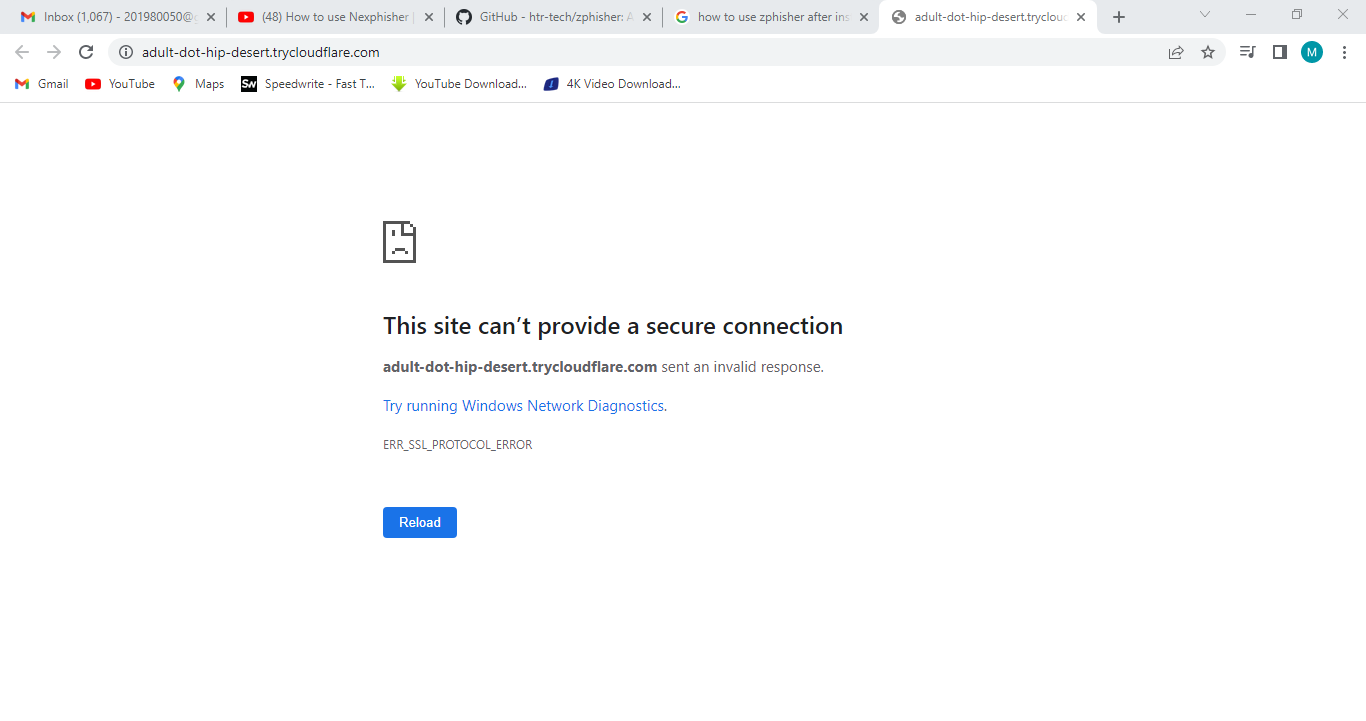 Inbox (1,067) - 201980050@g
(48) How to use Nexphisher |
GitHub - htr-tech/zphisher: A
how to use zphisher after ins
adult-dot-hip-desert.tryclouc
adult-dot-hip-desert.trycloudflare.com
M
Gmail
YouTube
Maps
SW
Speedwrite - Fast T...
YouTube Download...
4K Video Download...
This site can’t provide a secure connection
adult-dot-hip-desert.trycloudflare.com sent an invalid response.
Try running Windows Network Diagnostics.
ERR_SSL_PROTOCOL_ERROR
Reload